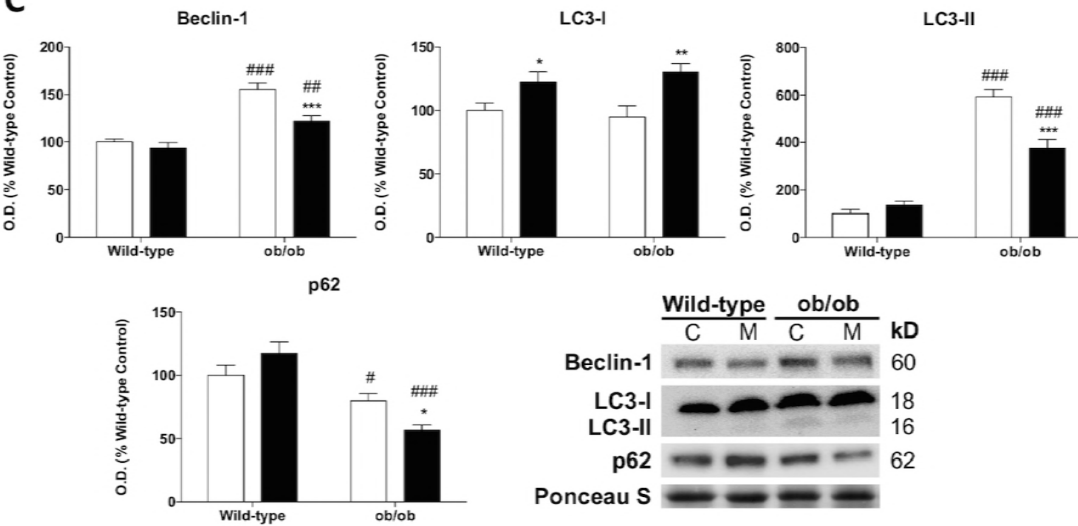 C
Beclin-1
O.D. (% Wild-type Control)
200
150
100
50
0
###
##
***
Wild-type
ob/ob
LC3-I
O.D. (% Wild-type Control)
150
100
50
0
*
**
Wild-type
ob/ob
LC3-II
O.D. (% Wild-type Control)
800
600
400
200
0
###
###
***
Wild-type
ob/ob
p62
O.D. (% Wild-type Control)
150
100
50
0
#
###
*
Wild-type
ob/ob
Wild-type ob/ob
C M C M kD
Beclin-1 60
LC3-I 18
LC3-II 16
p62 62
Ponceau S